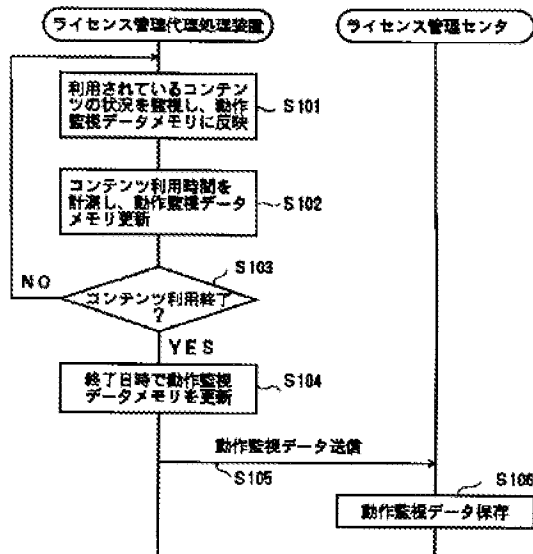 ライセンス管理代理処理装置
ライセンス管理センタ
利用されているコンテン
ツの状況を監視し、動作
監視データメモリに反映
S101
コンテンツ利用時間を
計測し、動作監視データ
メモリ更新
S102
S103
NO
コンテンツ利用終了
?
YES
終了日時で動作監視
データメモリを更新
S104
動作監視データ送信
S105
S106
動作監視データ保存